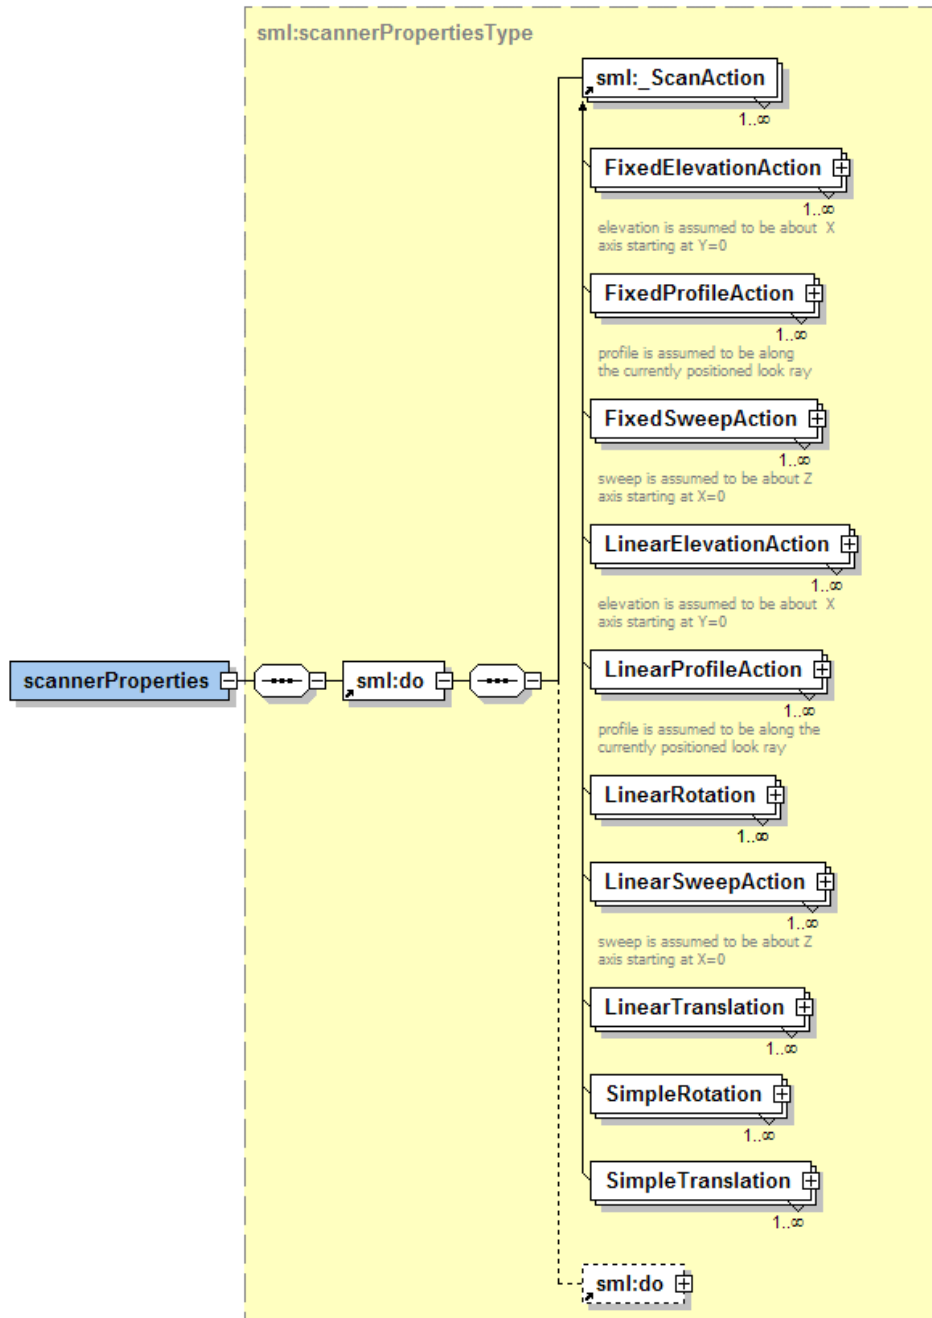 sml:scannerPropertiesType
sml:_ScanAction
1..∞
FixedElevationAction
1..∞
elevation is assumed to be about X
axis starting at Y=0
FixedProfileAction
1..∞
profile is assumed to be along
the currently positioned look ray
FixedSweepAction
1..∞
sweep is assumed to be about Z
axis starting at X=0
LinearElevationAction
1..∞
elevation is assumed to be about X
axis starting at Y=0
scannerProperties
sml:do
LinearProfileAction
1..∞
profile is assumed to be along the
currently positioned look ray
LinearRotation
1..∞
LinearSweepAction
1..∞
sweep is assumed to be about Z
axis starting at X=0
LinearTranslation
1..∞
SimpleRotation
1..∞
SimpleTranslation
1..∞
sml:do